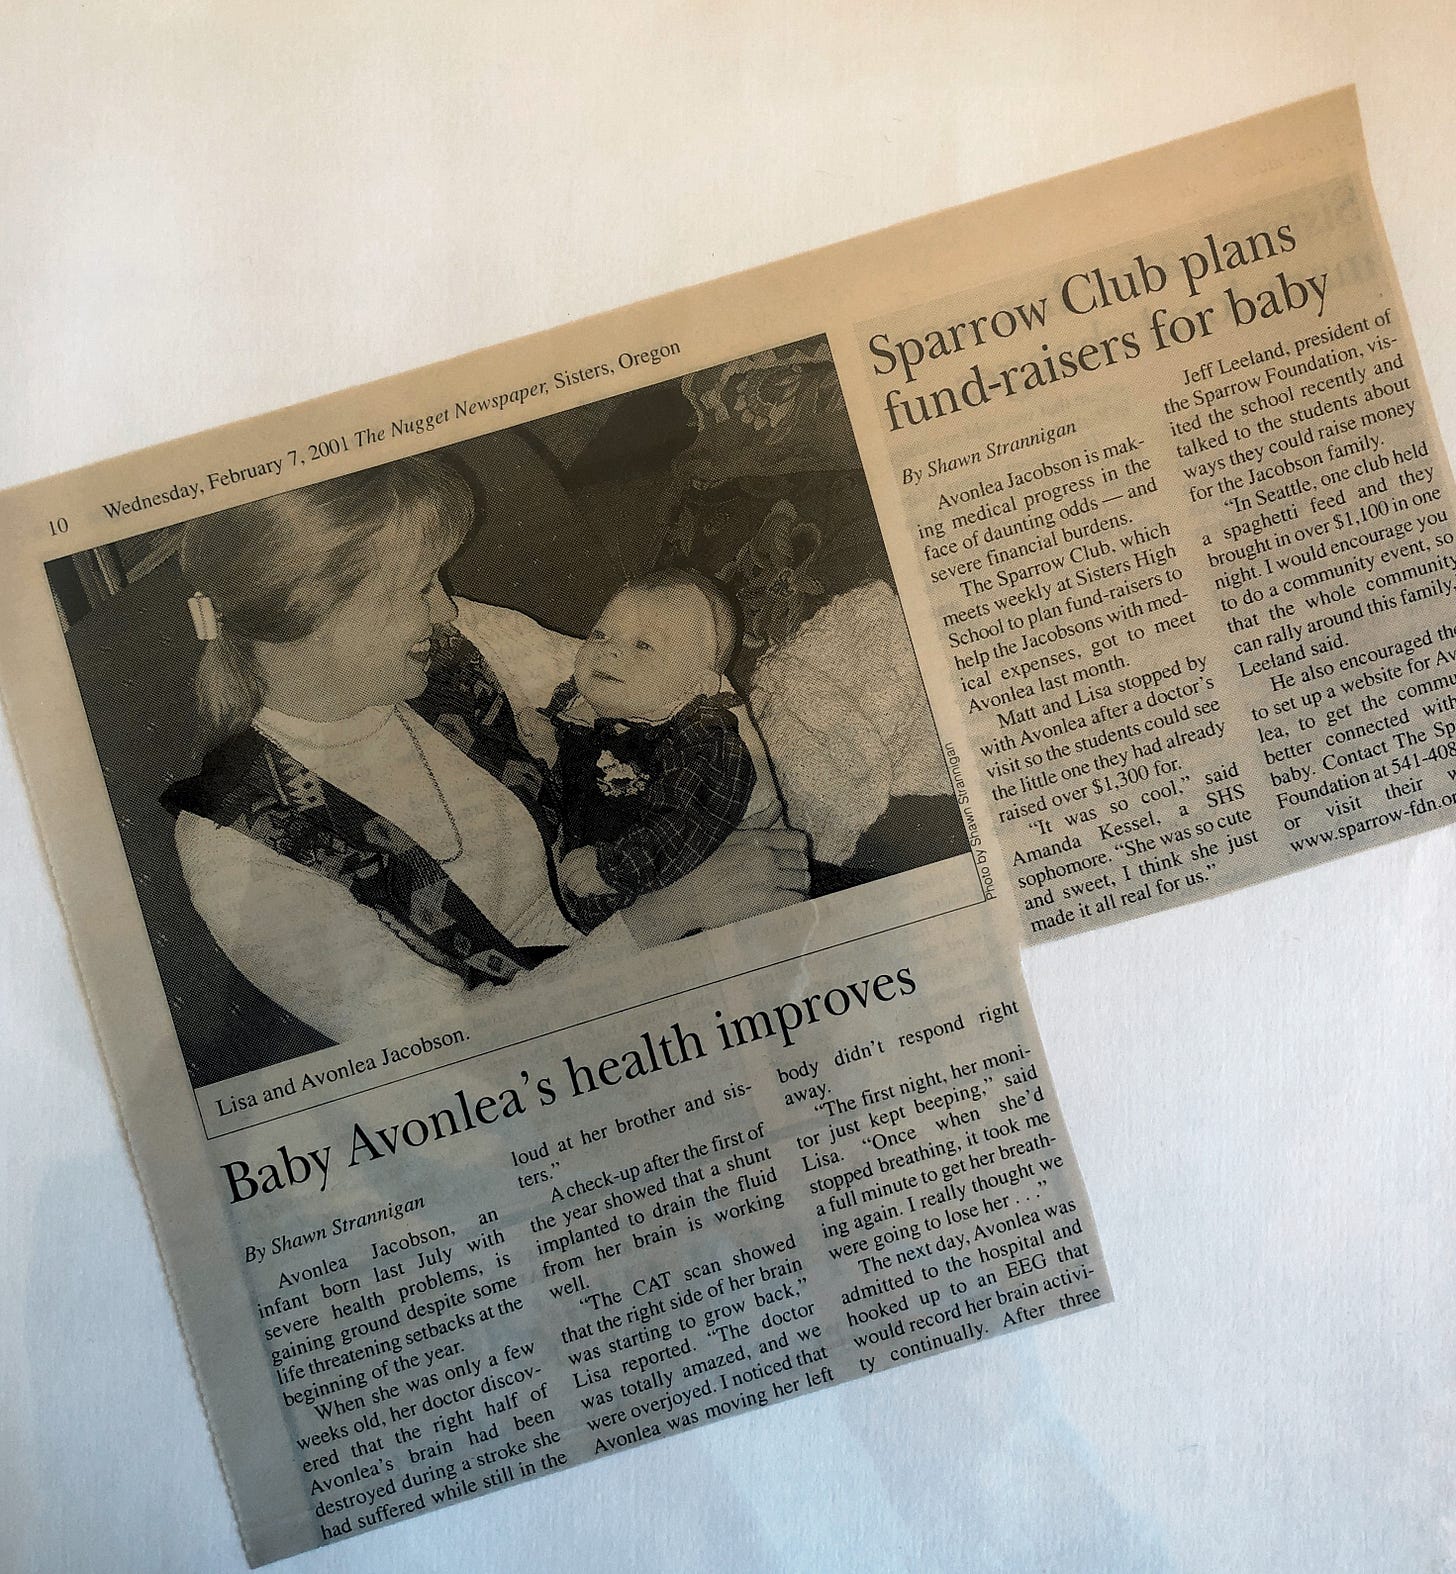 10 Wednesday, February 7, 2001 The Nugget Newspaper, Sisters, Oregon
Photo by Shawn Strannigan
Lisa and Avonlea Jacobson.
Baby Avonlea's health improves
By Shawn Strannigan
Avonlea Jacobson, an
infant born last July with
severe health problems, is
gaining ground despite some
life threatening setbacks at the
beginning of the year.
When she was only a few
weeks old, her doctor discov-
ered that the right half of
Avonlea's brain had been
destroyed during a stroke she
had suffered while still in the
loud at her brother and sis-
ters."
A check-up after the first of
the year showed that a shunt
implanted to drain the fluid
from her brain is working
well.
"The CAT scan showed
that the right side of her brain
was starting to grow back,"
Lisa reported. "The doctor
was totally amazed, and we
were overjoyed. I noticed that
Avonlea was moving her left
body didn't respond right
away.
"The first night, her moni-
tor just kept beeping," said
Lisa. "Once when she'd
stopped breathing, it took me
a full minute to get her breath-
ing again. I really thought we
were going to lose her . . ."
The next day, Avonlea was
admitted to the hospital and
hooked up to an EEG that
would record her brain activi-
ty continually. After three
Sparrow Club plans
fund-raisers for baby
By Shawn Strannigan
Avonlea Jacobson is mak-
ing medical progress in the
face of daunting odds — and
severe financial burdens.
The Sparrow Club, which
meets weekly at Sisters High
School to plan fund-raisers to
help the Jacobsons with med-
ical expenses, got to meet
Avonlea last month.
Matt and Lisa stopped by
with Avonlea after a doctor's
visit so the students could see
the little one they had already
raised over $1,300 for.
"It was so cool," said
Amanda Kessel, a SHS
sophomore. "She was so cute
and sweet, I think she just
made it all real for us."
Jeff Leeland, president of
the Sparrow Foundation, vis-
ited the school recently and
talked to the students about
ways they could raise money
for the Jacobson family.
"In Seattle, one club held
a spaghetti feed and they
brought in over $1,100 in one
night. I would encourage you
to do a community event, so
that the whole community
can rally around this family,
Leeland said.
He also encouraged the
to set up a website for Av
lea, to get the commu
better connected with
baby. Contact The Sp
Foundation at 541-408
or visit their w
www.sparrow-fdn.or